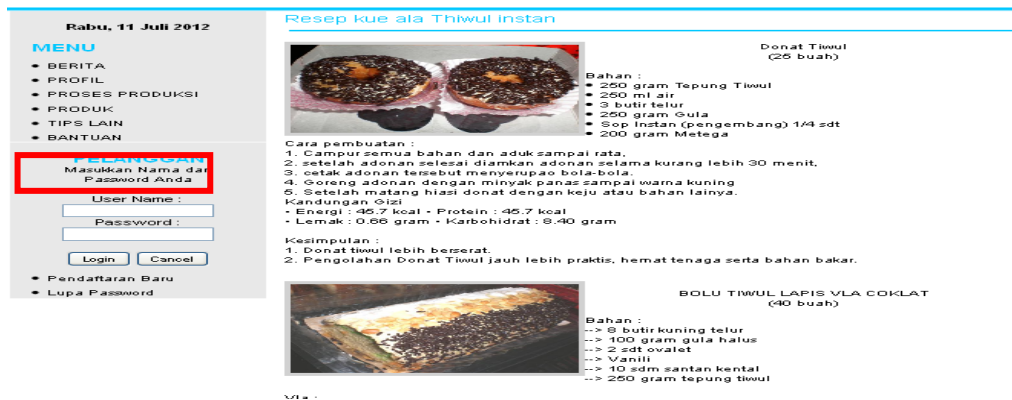 Rabu, 11 Juli 2012
MENU
BERITA
PROFIL
PROSES PRODUKSI
PRODUK
TIPS LAIN
BANTUAN
PELANGGAN
Masukkan Nama dan
Password Anda
User Name :
Password :
Login Cancel
Pendaftaran Baru
Lupa Password
Resep kue ala Thiwul instan
Donat Tiwul
(25 buah)
Bahan :
• 250 gram Tepung Tiwul
• 250 ml air
• 3 butir telur
• 250 gram Gula
• Sop Instan (pengembang) 1/4 sdt
• 200 gram Metega
Cara pembuatan :
1. Campur semua bahan dan aduk sampai rata,
2. setelah adonan selesai diamkan adonan selama kurang lebih 30 menit,
3. cetak adonan tersebut menyerupao bola-bola.
4. Goreng adonan dengan minyak panas sampai warna kuning
5. Setelah matang hiasi donat dengan keju atau bahan lainya.
Kandungan Gizi
- Energi : 45.7 kcal - Protein : 45.7 kcal
- Lemak : 0.66 gram - Karbohidrat : 8.40 gram
Kesimpulan :
1. Donat tiwul lebih berserat.
2. Pengolahan Donat Tiwul jauh lebih praktis, hemat tenaga serta bahan bakar.
BOLU TIWUL LAPIS VLA COKLAT
(40 buah)
Bahan :
--> 8 butir kuning telur
--> 100 gram gula halus
--> 2 sdt ovalet
--> Vanili
--> 10 sdm santan kental
--> 250 gram tepung tiwul
Vla :